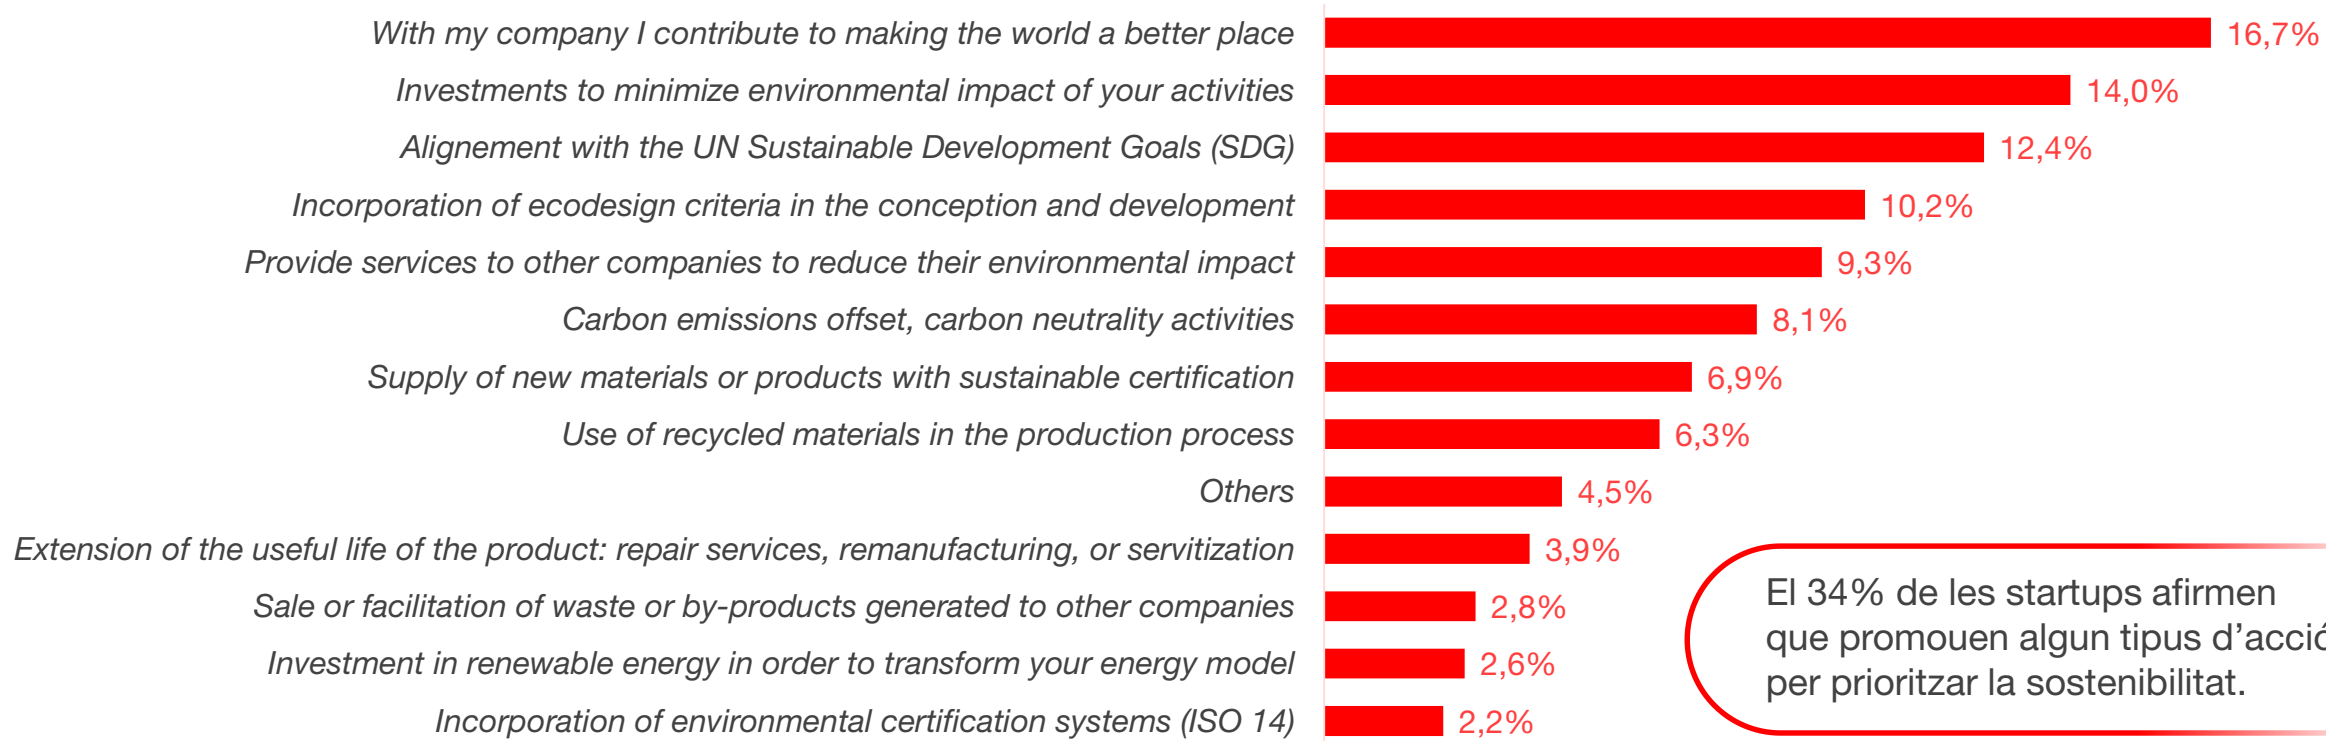 With my company I contribute to making the world a better place 16,7%
Investments to minimize environmental impact of your activities 14,0%
Alignement with the UN Sustainable Development Goals (SDG) 12,4%
Incorporation of ecodesign criteria in the conception and development 10,2%
Provide services to other companies to reduce their environmental impact 9,3%
Carbon emissions offset, carbon neutrality activities 8,1%
Supply of new materials or products with sustainable certification 6,9%
Use of recycled materials in the production process 6,3%
Others 4,5%
Extension of the useful life of the product: repair services, remanufacturing, or servitization 3,9%
Sale or facilitation of waste or by-products generated to other companies 2,8%
Investment in renewable energy in order to transform your energy model 2,6%
Incorporation of environmental certification systems (ISO 14) 2,2%
El 34% de les startups afirmen
que promouen algun tipus d’acció
per prioritzar la sostenibilitat.